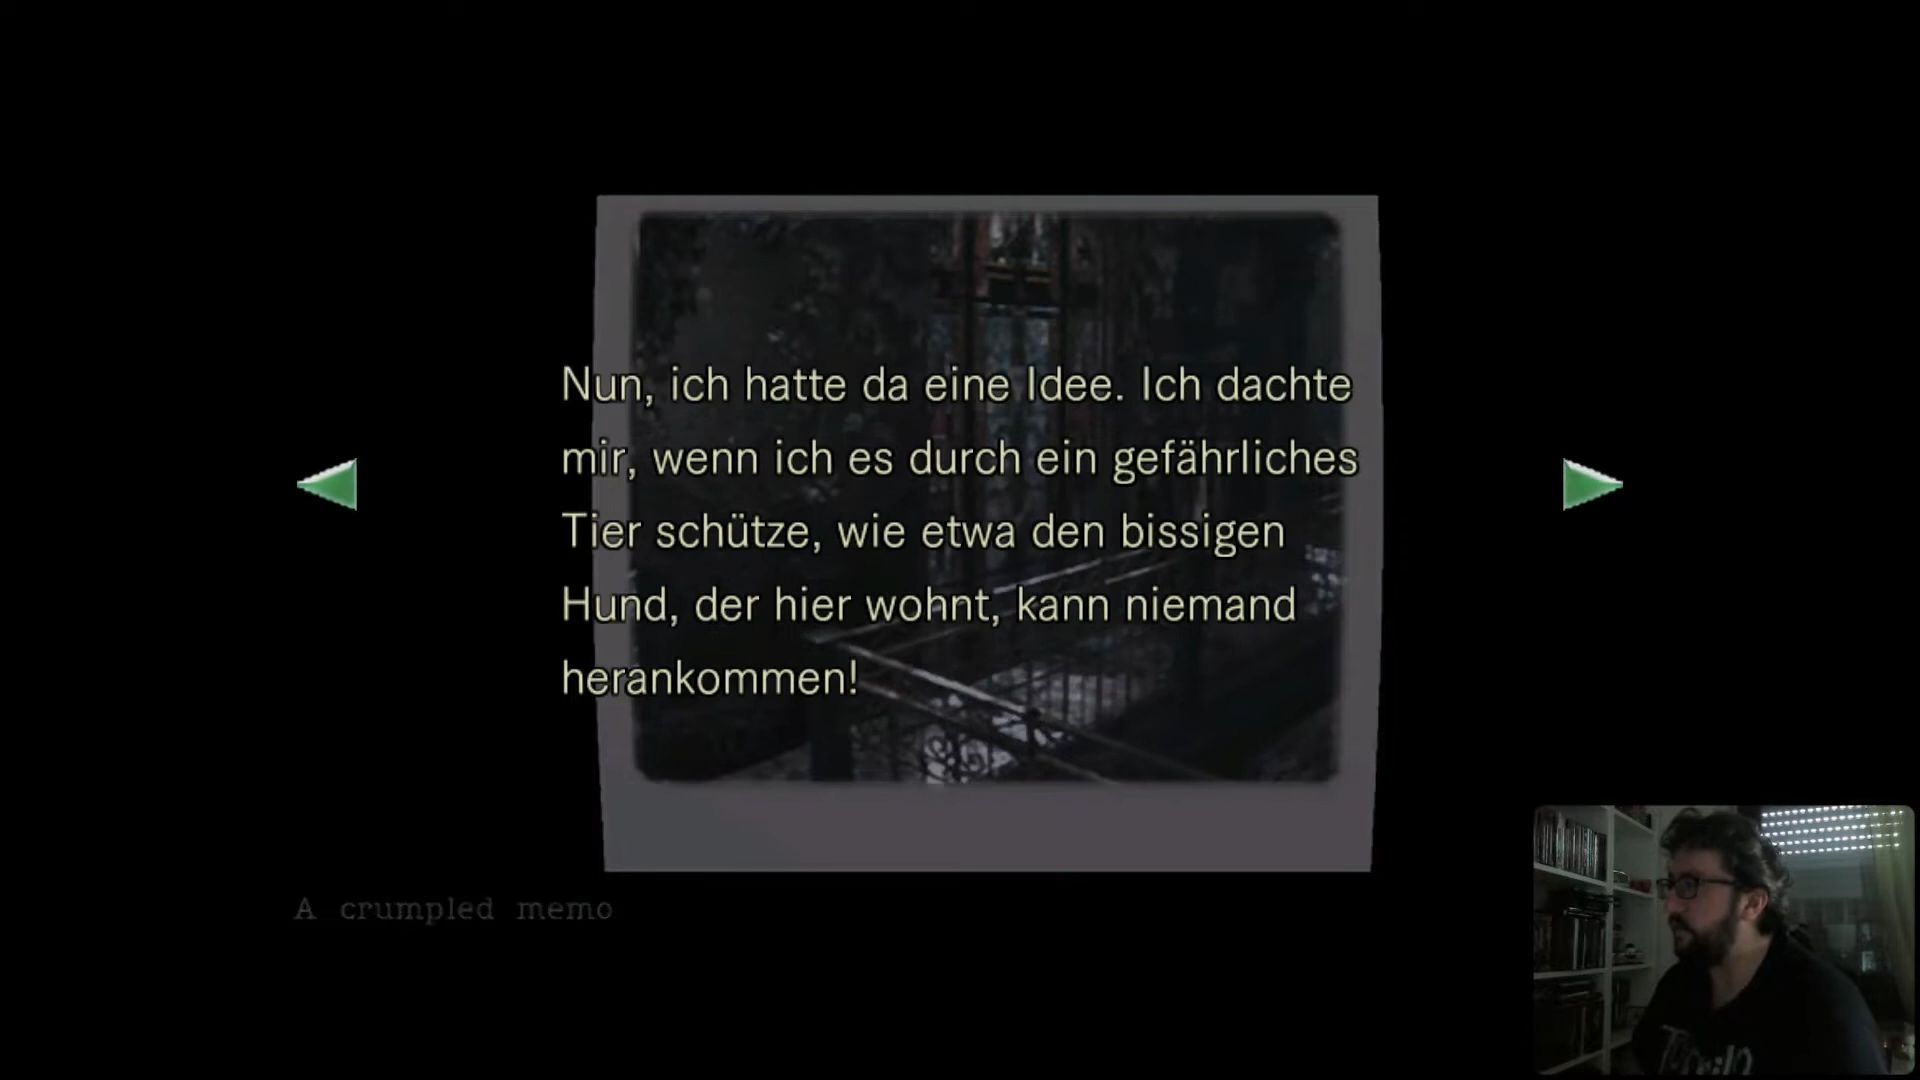 Nun, ich hatte da eine Idee. Ich dachte
mir, wenn ich es durch ein gefährliches
Tier schütze, wie etwa den bissigen
Hund, der hier wohnt, kann niemand
herankommen!
A crumpled memo